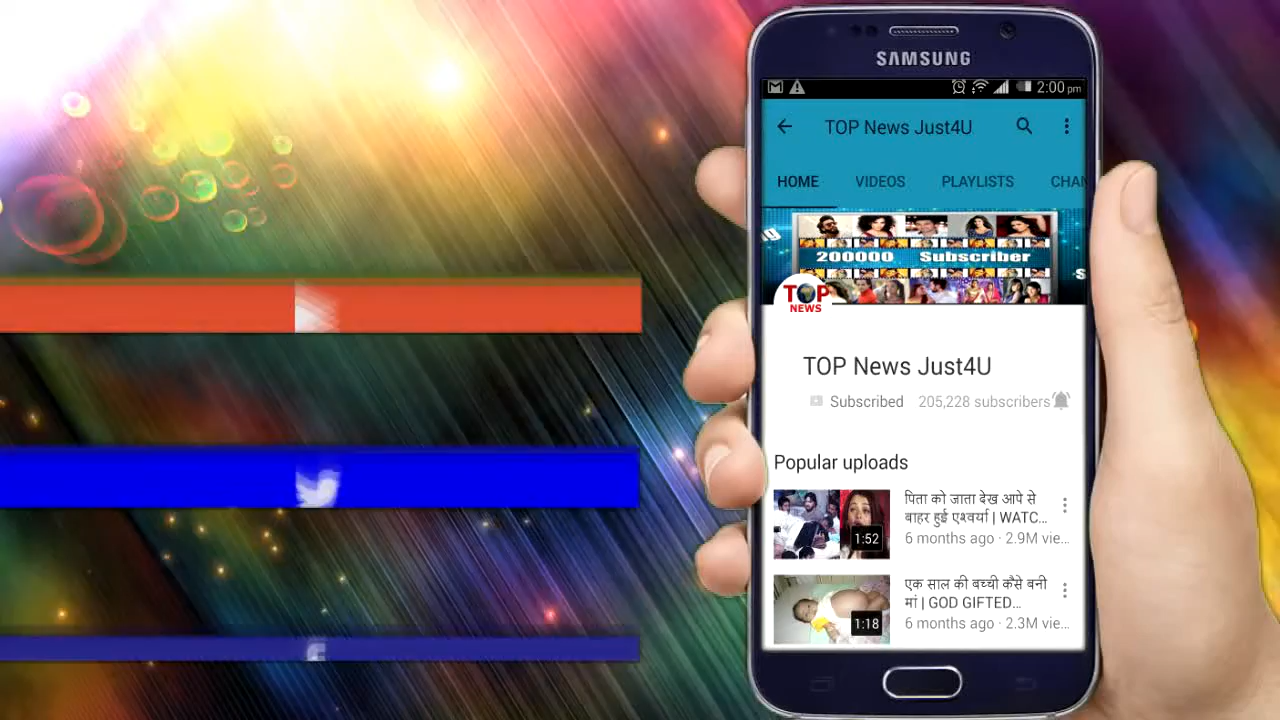 SAMSUNG
2:00 pm
TOP News Just4U
HOME VIDEOS PLAYLISTS CHAN
200000 Subscriber
TOP
NEWS
TOP News Just4U
Subscribed 205,228 subscribers
Popular uploads
पिता को जाता देख आपे से
बाहर हुई एश्वर्या | WATC...
6 months ago · 2.9M vie...
1:52
एक साल की बच्ची कैसे बनी
मां | GOD GIFTED...
6 months ago · 2.3M vie...
1:18